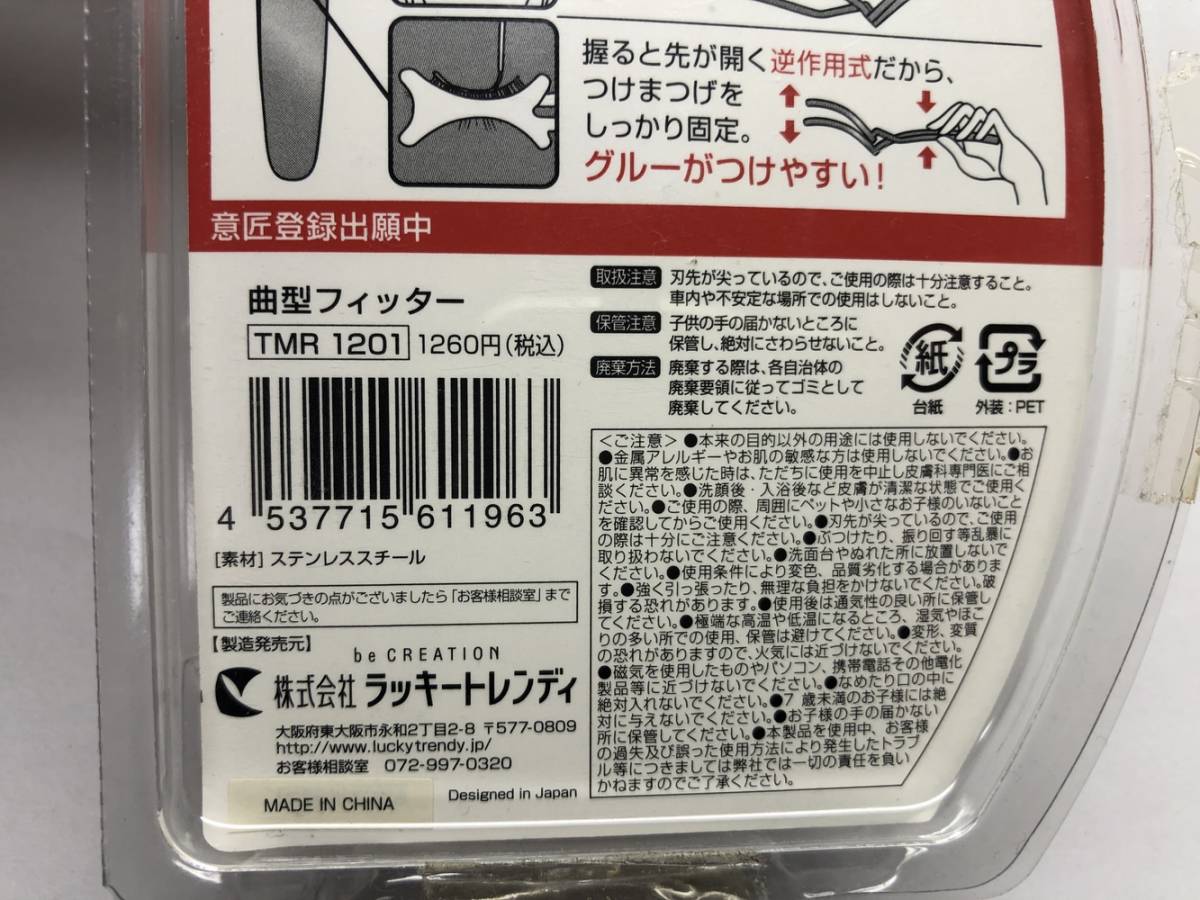 握ると先が開く逆作用式だから、
つけまつげを
しっかり固定。
グルーがつけやすい!
意匠登録出願中
曲型フィッター
TMR 1201 1260円(税込)
4 537715 611963
[素材] ステンレススチール
製品にお気づきの点がございましたら「お客様相談室」まで
ご連絡ください。
【製造発売元】
be CREATION
株式会社 ラッキートレンディ
大阪府東大阪市永和2丁目2-8 〒577-0809
http://www.luckytrendy.jp/
お客様相談室 072-997-0320
MADE IN CHINA
Designed in Japan
取扱注意 刃先が尖っているので、ご使用の際は十分注意すること。
車内や不安定な場所での使用はしないこと。
保管注意 子供の手の届かないところに
保管し、絶対にさわらせないこと。
廃棄方法 廃棄する際は、各自治体の
廃棄要領に従ってゴミとして
廃棄してください。
紙 プラ
台紙 外装:PET
<ご注意> ●本来の目的以外の用途には使用しないでください。
●金属アレルギーやお肌の敏感な方は使用しないでください。●お
肌に異常を感じた時は、ただちに使用を中止し皮膚科専門医にご相
談ください。●洗顔後・入浴後など皮膚が清潔な状態でご使用く
ださい。●ご使用の際、周囲にペットや小さなお子様のいないこと
を確認してからご使用ください。●刃先が尖っているので、ご使用
の際は十分にご注意ください。●ぶつけたり、振り回す等乱暴に
取り扱わないでください。●洗面台やぬれた所に放置しないで
ください。●使用条件により変色、品質劣化する場合がありま
す。●強く引っ張ったり、無理な負担をかけないでください。破
損する恐れがあります。●使用後は通気性の良い所に保管し
てください。●極端な高温や低温になるところ、湿気やほこ
りの多い所での使用、保管は避けてください。●変形、変質
の恐れがありますので、火気には近づけないでください。
●磁気を使用したものやパソコン、携帯電話その他電化
製品等に近づけないでください。●なめたり口の中に
絶対入れないでください。●7 歳未満のお子様には絶
対に与えないでください。●お子様の手の届かない
所に保管してください。●本製品を使用中、お客様
の過失及び誤った使用方法により発生したトラブ
ル等につきましては弊社では一切の責任を負い
かねますのでご了承ください。